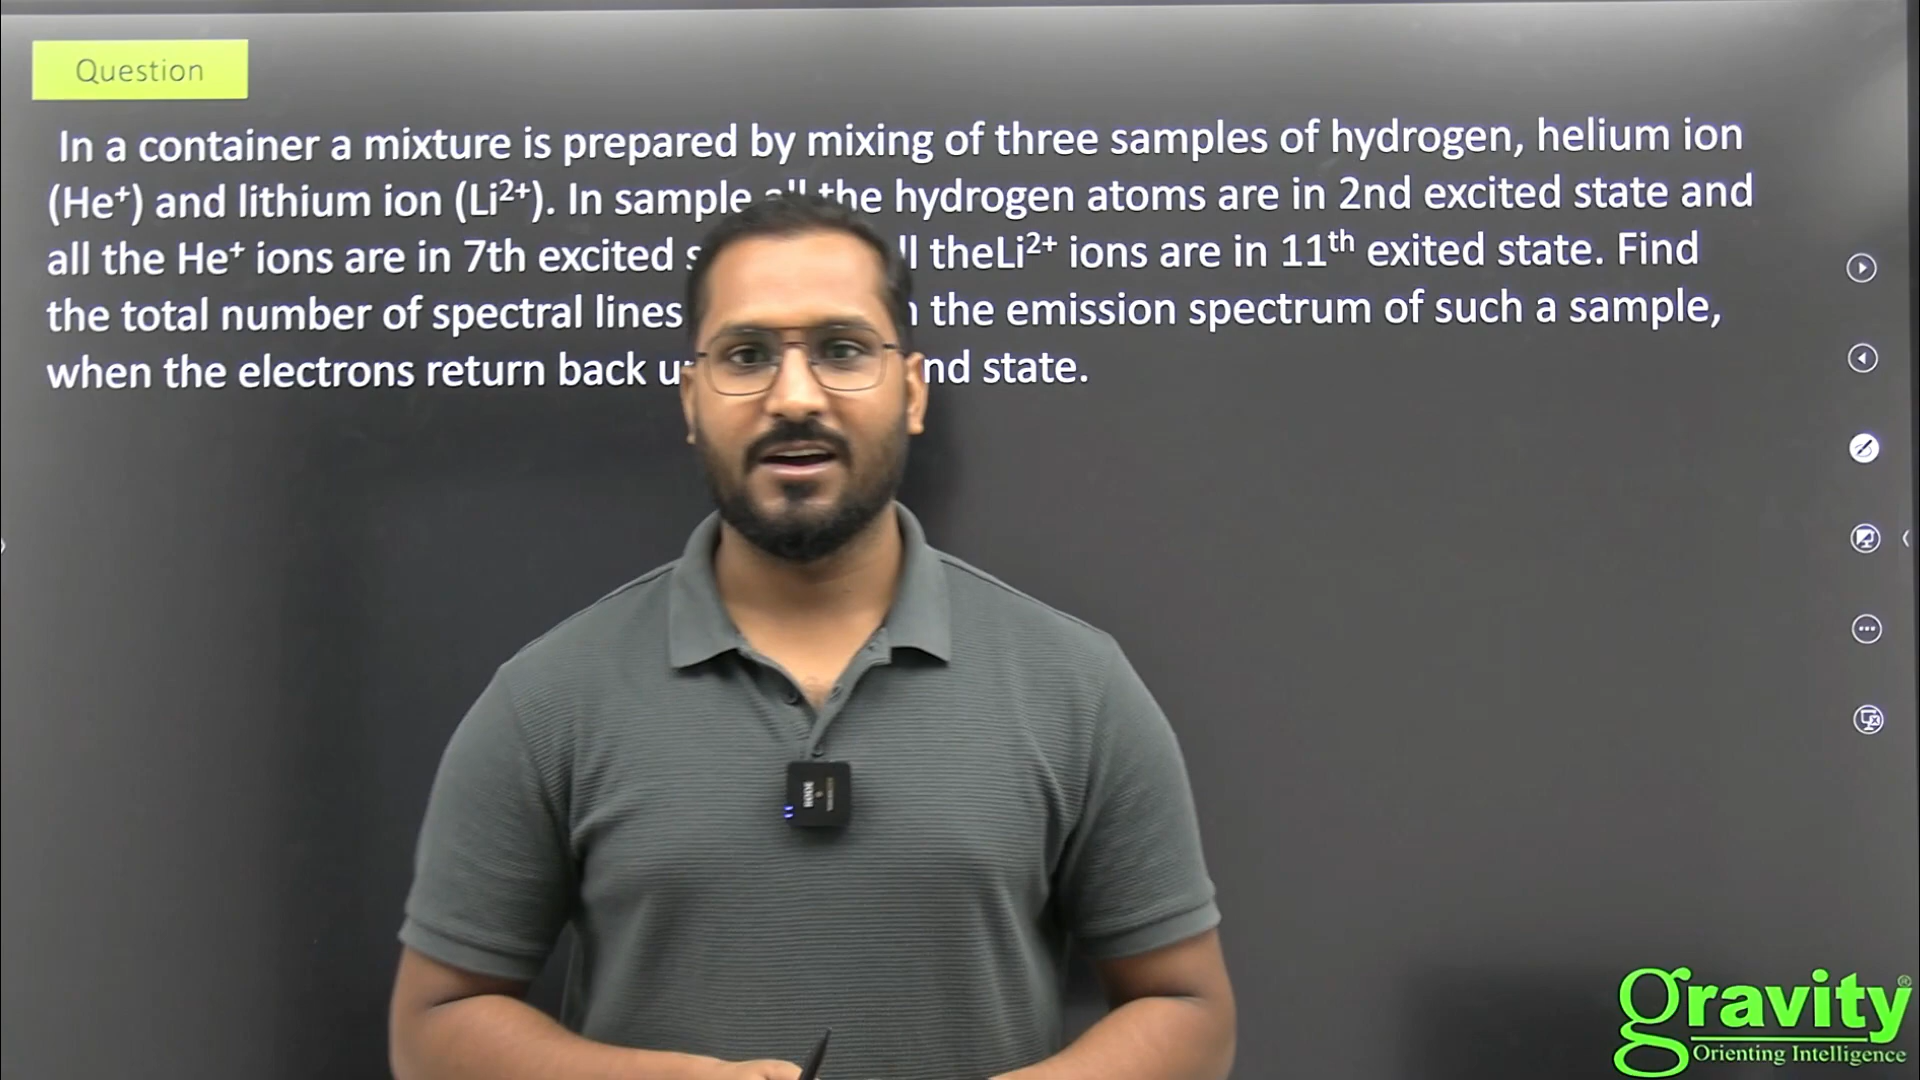 Question
In a container a mixture is prepared by mixing of three samples of hydrogen, helium ion
(He⁺) and lithium ion (Li²⁺). In sample the hydrogen atoms are in 2nd excited state and
all the He⁺ ions are in 7th excited theLi²⁺ ions are in 11ᵗʰ exited state. Find
the total number of spectral lines the emission spectrum of such a sample,
when the electrons return back state.
RODE
gravity®
Orienting Intelligence